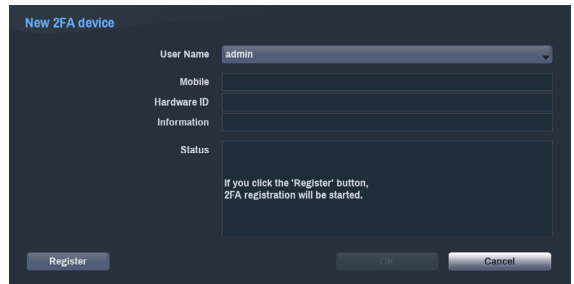 New 2FA device
User Name admin
Mobile
Hardware ID
Information
Status
If you click the 'Register' button,
2FA registration will be started.
Register OK Cancel